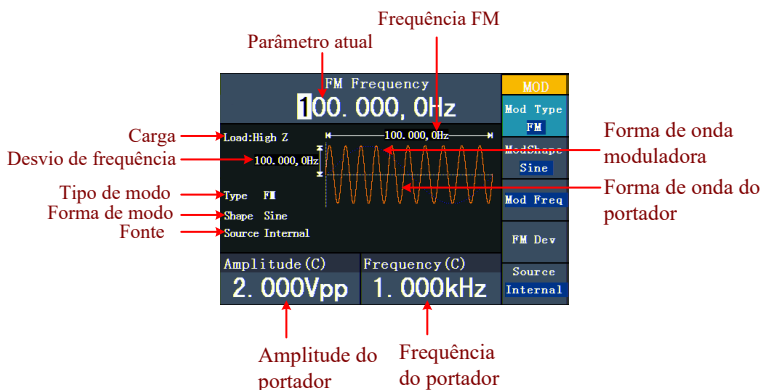 Frequência FM
Parâmetro atual
FM Frequency
100.000,0Hz
MOD
Mod Type
FM
Carga
Load:High Z
100.000,0Hz
ModShape
Sine
Forma de onda
moduladora
Desvio de frequência
100.000,0Hz
Tipo de modo
Type FM
Mod Freq
Forma de onda do
portador
Forma de modo
Shape Sine
Fonte
Source Internal
FM Dev
Amplitude(C)
Frequency(C)
Source
Internal
2.000Vpp
1.000kHz
Amplitude do
portador
Frequência
do portador